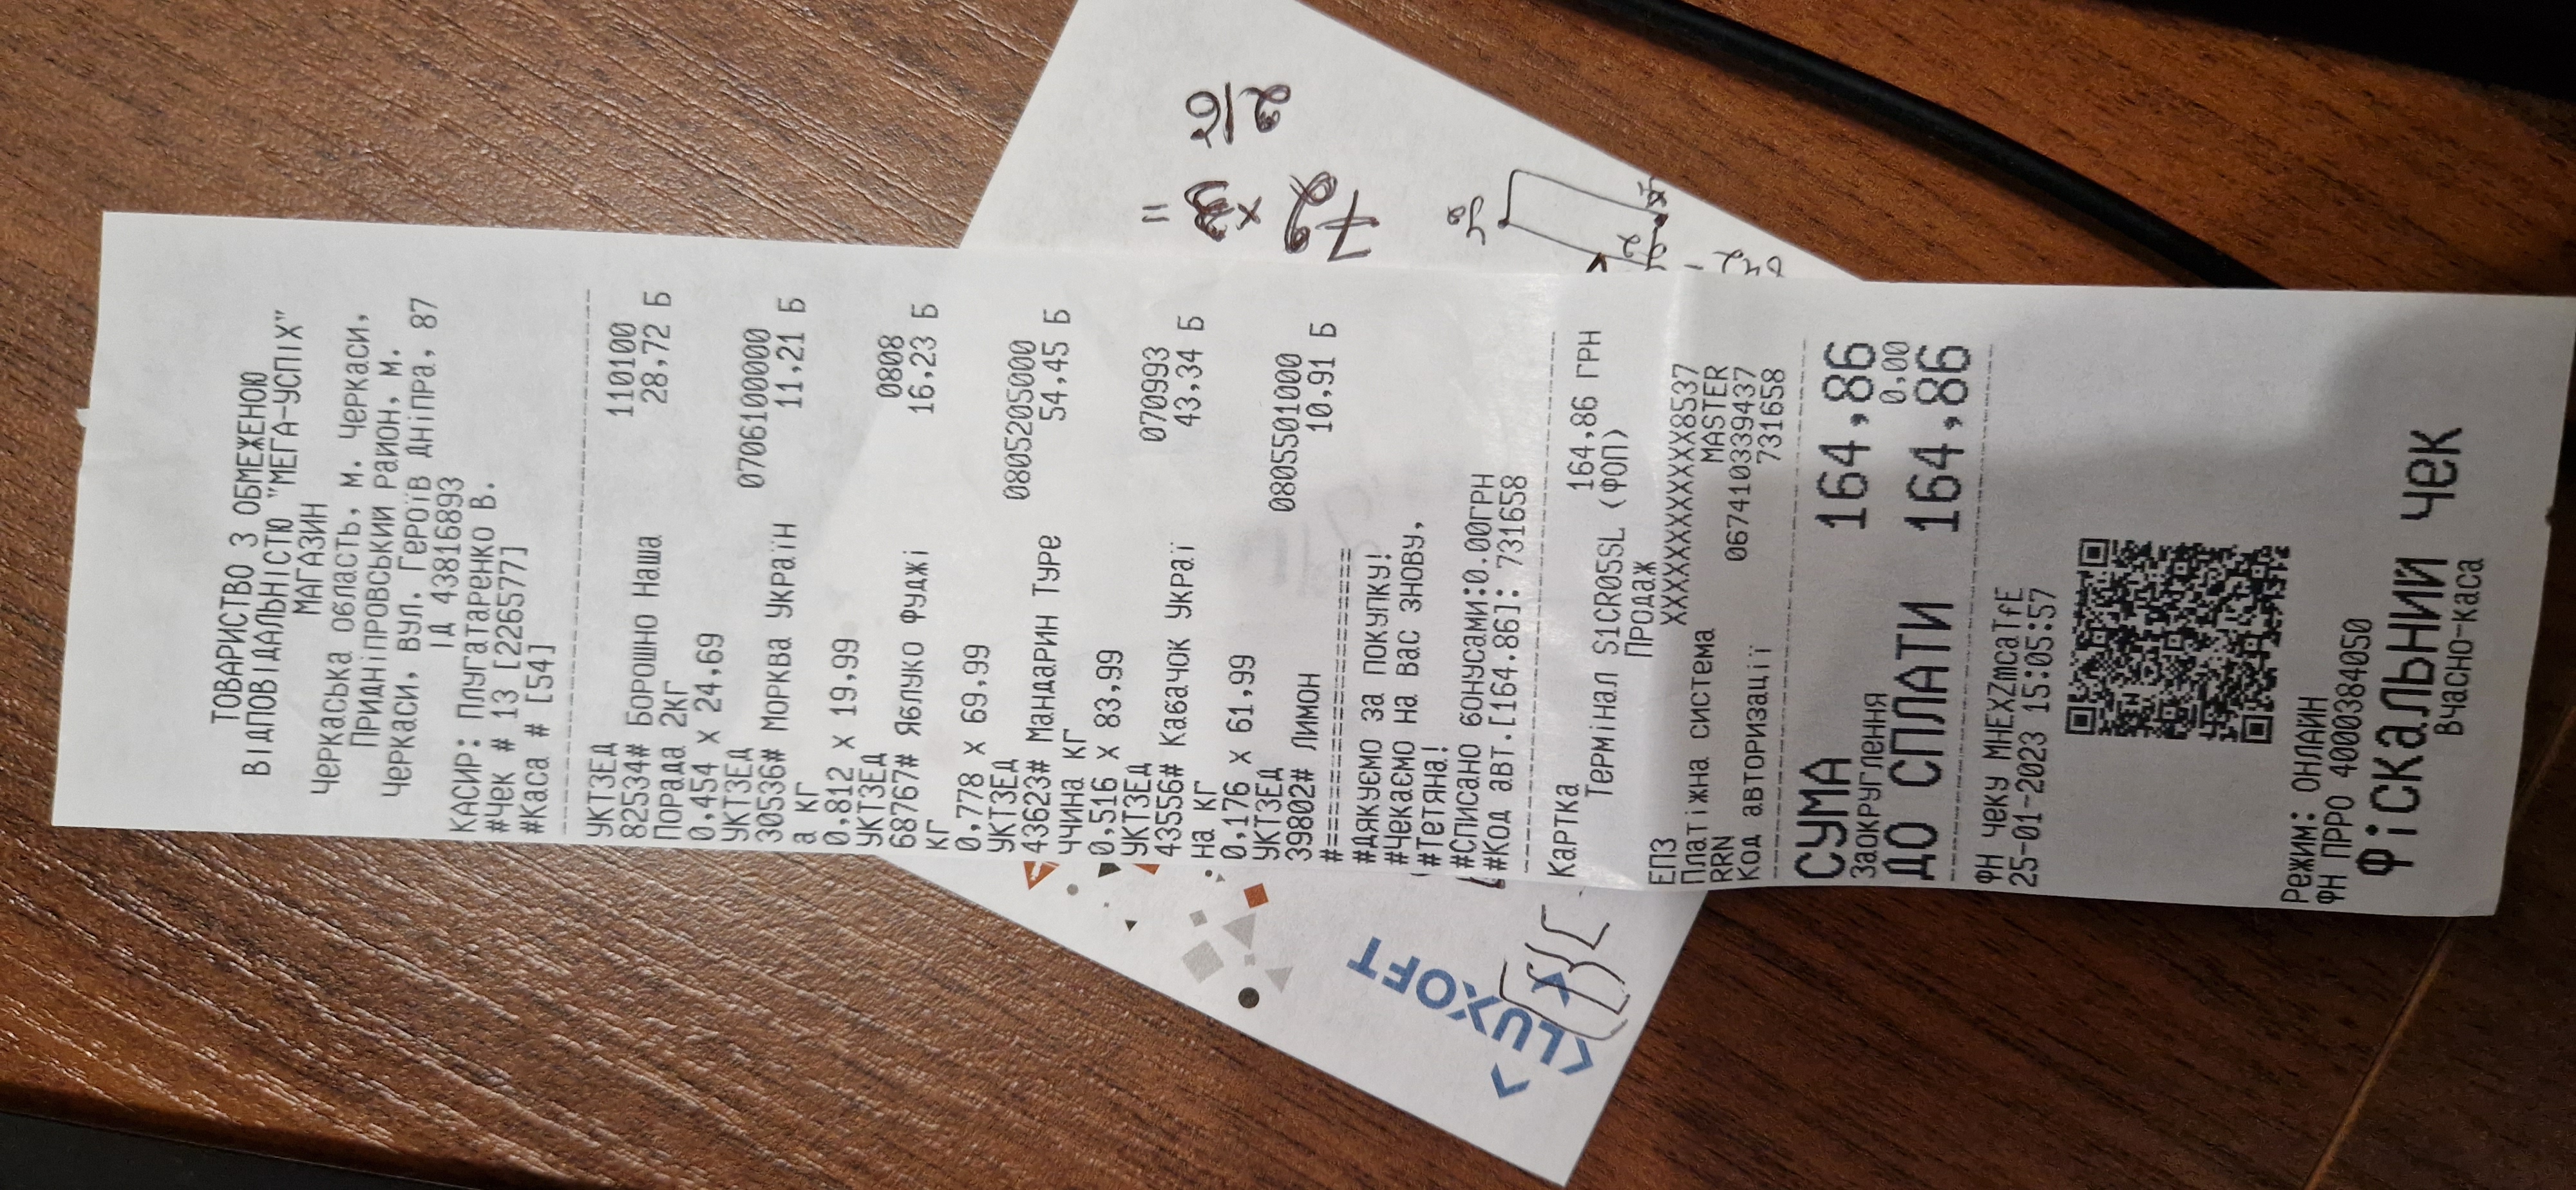 ТОВАРИСТВО З ОБМЕЖЕНОЮ
ВІДПОВІДАЛЬНІСТЮ "МЕГА-УСПІХ"
МАГАЗИН
Черкаська область, м. Черкаси,
Придніпровський район, м.
Черкаси, вул. Героїв Дніпра, 87
ІД 43816893
КАСИР: Плугатаренко В.
#Чек # 13 [226577]
#Каса # [54]
УКТЗЕД 110100
82534# Борошно Наша 28,72 Б
Порада 2КГ
0,454 x 24,69
УКТЗЕД 0706100000
30536# Морква Україн 11,21 Б
а кг
0,812 x 19,99
УКТЗЕД 0808
68767# Яблуко Фуджі 16,23 Б
кг
0,778 x 69,99
УКТЗЕД 0805205000
43623# Мандарин Туре 54,45 Б
ччина кг
0,516 x 83,99
УКТЗЕД 070993
43556# Кабачок Украї 43,34 Б
на кг
0,176 x 61,99
УКТЗЕД 0805501000
39802# Лимон 10,91 Б
#====================
#Дякуємо за покупку!
#Чекаємо на Вас знову,
#Тетяна!
#Списано бонусами:0.00ГРН
#Код авт.[164.86]: 731658
Картка 164,86 ГРН
Термінал S1CR05SL (ФОП)
Продаж
ЕПЗ XXXXXXXXXXXX8537
Платіжна система MASTER
RRN 067410339437
Код авторизації 731658
СУМА 164,86
Заокруглення 0,00
ДО СПЛАТИ 164,86
ФН чеку MHEXZmcaTfE
25-01-2023 15:05:57
Режим: ОНЛАЙН
ФН ПРРО 4000384050
Фіскальний чек
Вчасно-каса
LUXOFT